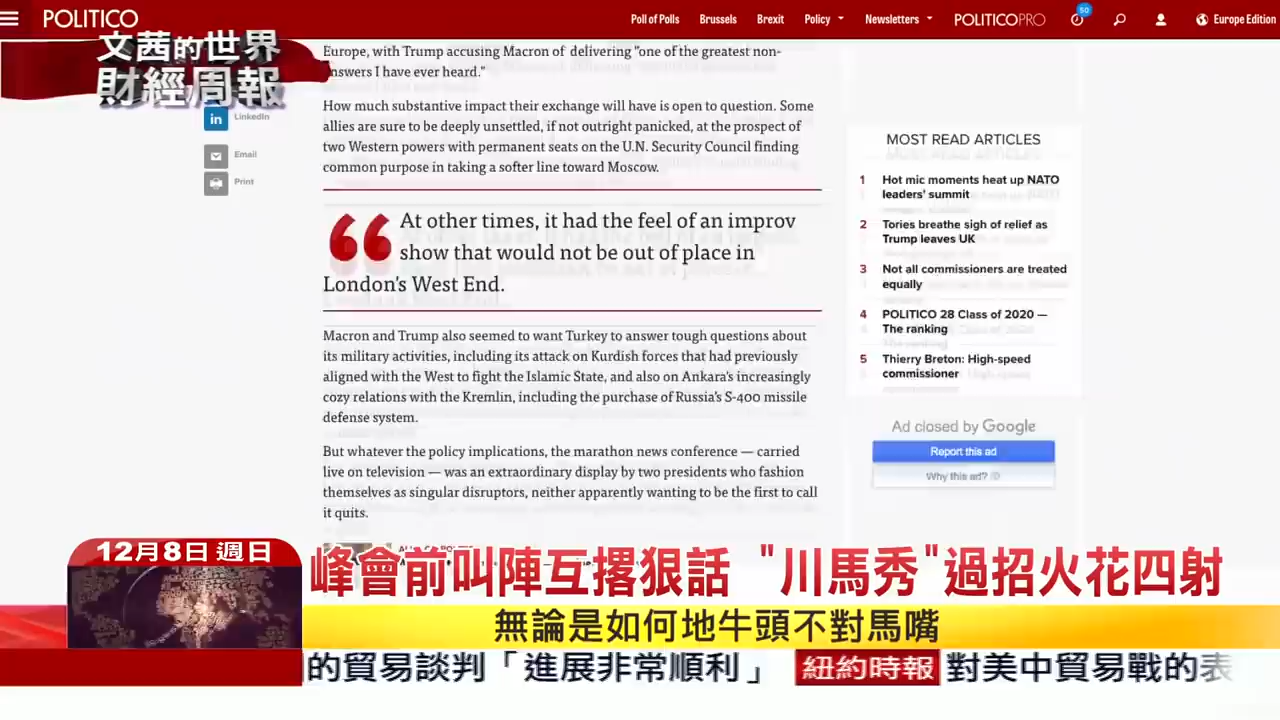 POLITICO
Poll of Polls Brussels Brexit Policy Newsletters POLITICOPRO 50 Europe Edition
文茜的世界
財經周報
LinkedIn
Email
Print
Europe, with Trump accusing Macron of delivering "one of the greatest non-
answers I have ever heard."
How much substantive impact their exchange will have is open to question. Some
allies are sure to be deeply unsettled, if not outright panicked, at the prospect of
two Western powers with permanent seats on the U.N. Security Council finding
common purpose in taking a softer line toward Moscow.
At other times, it had the feel of an improv
show that would not be out of place in
London's West End.
Macron and Trump also seemed to want Turkey to answer tough questions about
its military activities, including its attack on Kurdish forces that had previously
aligned with the West to fight the Islamic State, and also on Ankara's increasingly
cozy relations with the Kremlin, including the purchase of Russia's S-400 missile
defense system.
But whatever the policy implications, the marathon news conference — carried
live on television — was an extraordinary display by two presidents who fashion
themselves as singular disruptors, neither apparently wanting to be the first to call
it quits.
MOST READ ARTICLES
1 Hot mic moments heat up NATO
leaders' summit
2 Tories breathe sigh of relief as
Trump leaves UK
3 Not all commissioners are treated
equally
4 POLITICO 28 Class of 2020 —
The ranking
5 Thierry Breton: High-speed
commissioner
Ad closed by Google
Report this ad
Why this ad?
12月8日 週日
峰會前叫陣互撂狠話 "川馬秀"過招火花四射
無論是如何地牛頭不對馬嘴
的貿易談判「進展非常順利」 紐約時報 對美中貿易戰的表